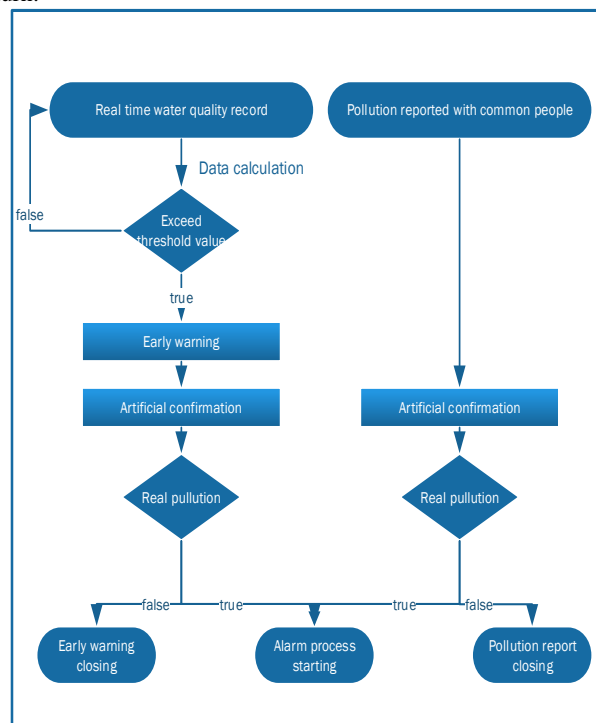 Real time water quality record
Pollution reported with common people
Data calculation
false
Exceed
threshold value
true
Early warning
Artificial confirmation
Artificial confirmation
Real pullution
Real pullution
false
true
true
false
Early warning
closing
Alarm process
starting
Pollution report
closing